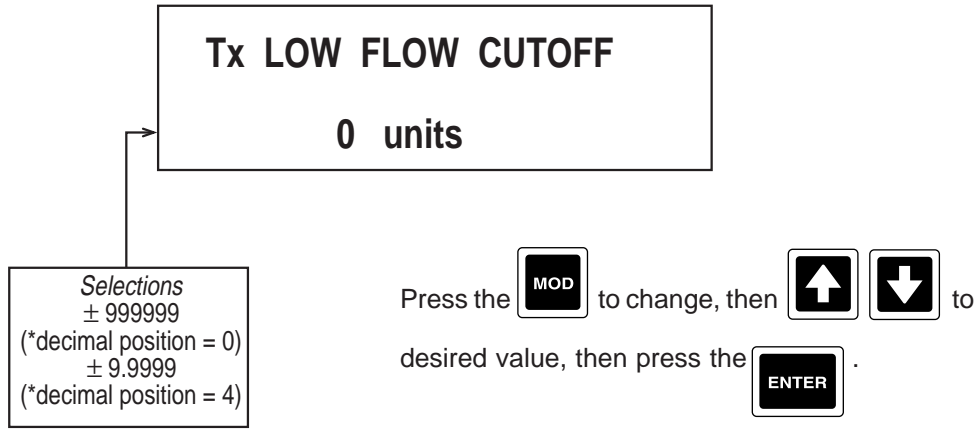 Tx LOW FLOW CUTOFF
0 units
Selections
± 999999
(*decimal position = 0)
± 9.9999
(*decimal position = 4)
Press the MOD to change, then to
desired value, then press the ENTER .